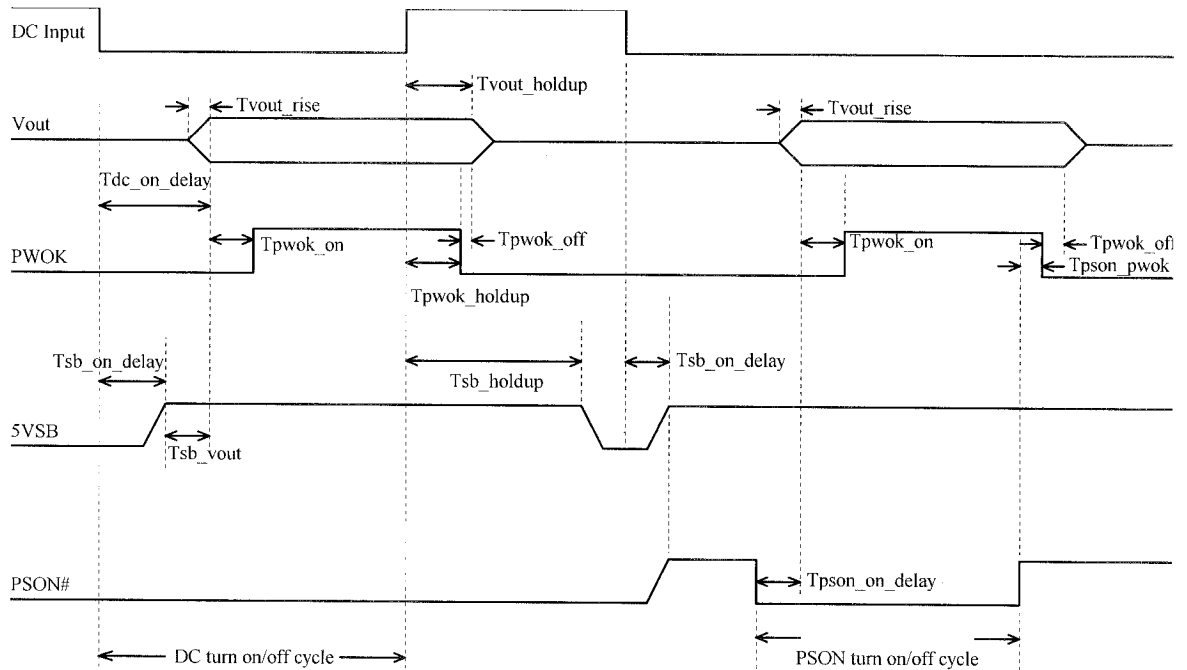 DC Input
Tvout_holdup
Tvout_rise
Tvout_rise
Vout
Tdc_on_delay
Tpwok_on
Tpwok_off
Tpwok_on
Tpwok_of
PWOK
Tpson_pwok
Tpwok_holdup
Tsb_on_delay
Tsb_holdup
Tsb_on_delay
5VSB
Tsb_vout
PSON#
Tpson_on_delay
DC turn on/off cycle
PSON turn on/off cycle